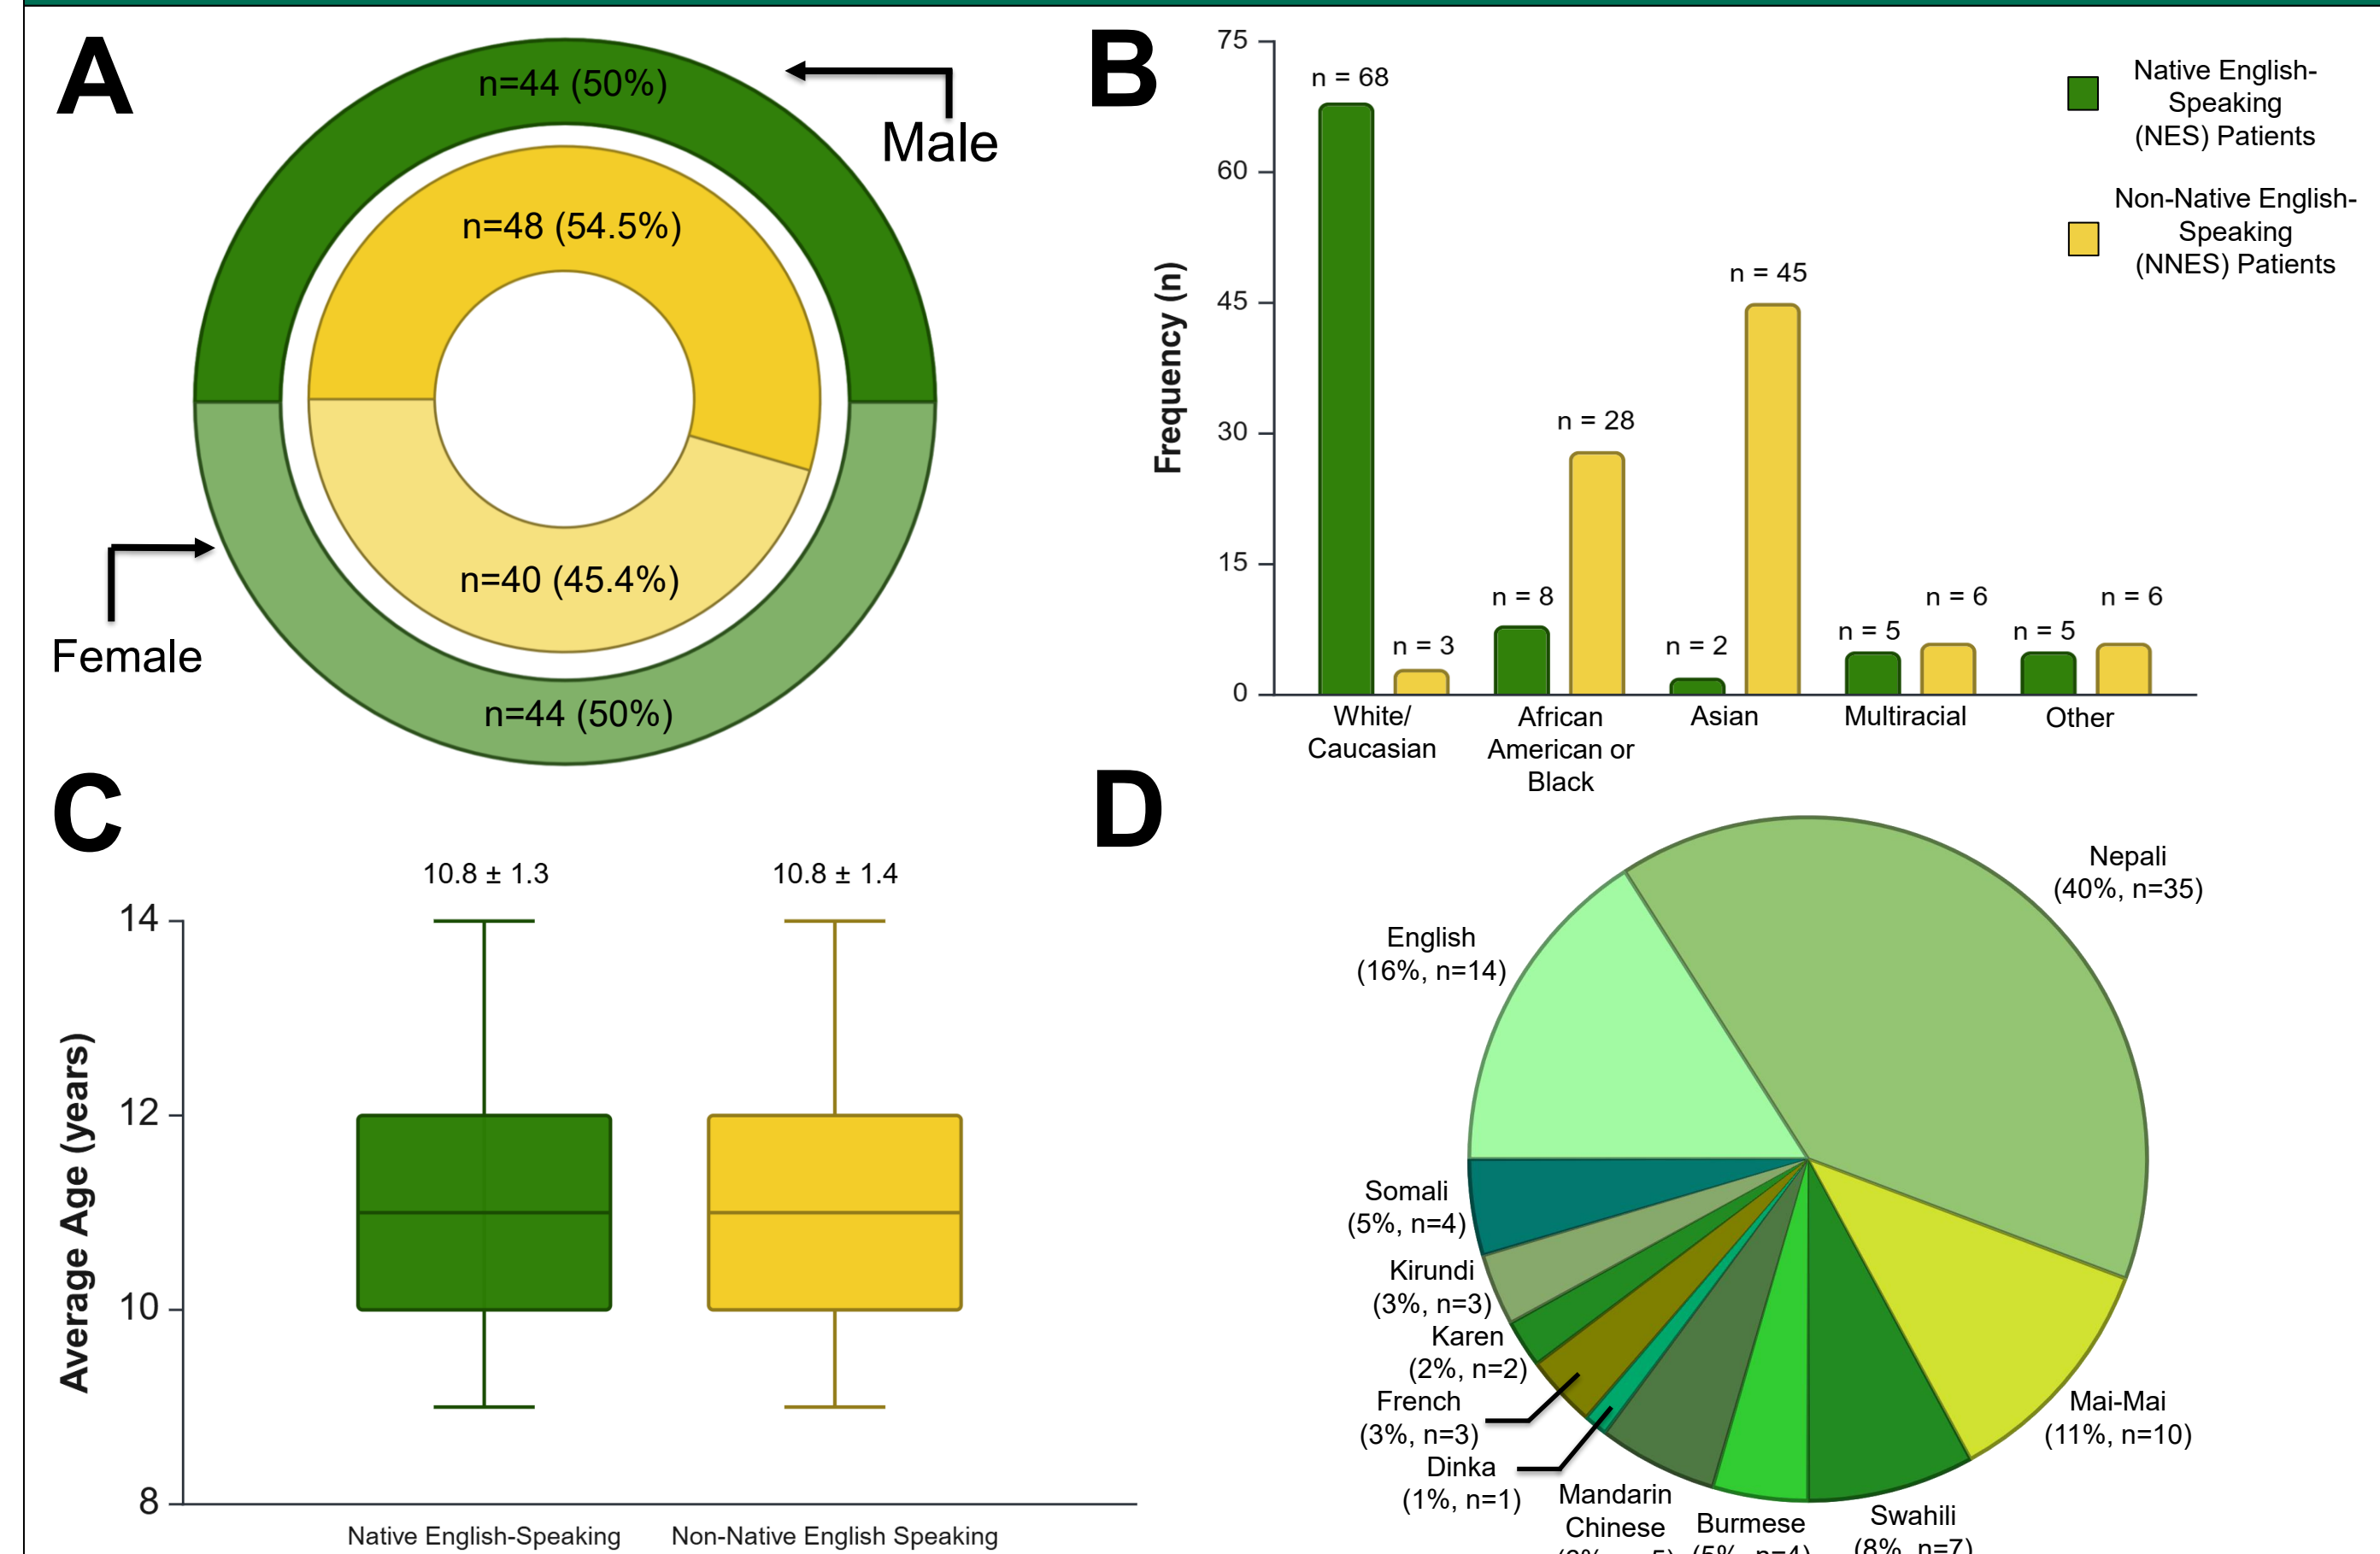 A
n=44 (50%)
Male
n=48 (54.5%)
n=40 (45.4%)
Female
n=44 (50%)
B
75
60
45
30
15
0
Frequency (n)
n = 68
n = 3
n = 8
n = 28
n = 2
n = 45
n = 5
n = 6
n = 5
n = 6
White/
Caucasian
African
American or
Black
Asian
Multiracial
Other
Native English-
Speaking
(NES) Patients
Non-Native English-
Speaking
(NNES) Patients
C
10.8 ± 1.3
10.8 ± 1.4
14
12
10
8
Average Age (years)
Native English-Speaking
Non-Native English Speaking
D
Nepali
(40%, n=35)
English
(16%, n=14)
Somali
(5%, n=4)
Kirundi
(3%, n=3)
Karen
(2%, n=2)
French
(3%, n=3)
Dinka
(1%, n=1)
Mandarin
Chinese
Burmese
(5%, n=4)
Swahili
(8%, n=7)
Mai-Mai
(11%, n=10)